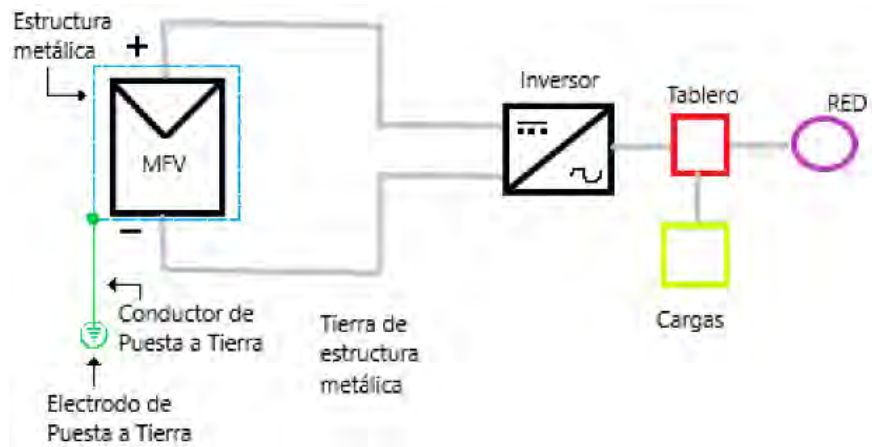 Estructura
metálica
+
MFV
–
Inversor
Tablero
RED
Conductor de
Puesta a Tierra
Tierra de
estructura
metálica
Cargas
Electrodo de
Puesta a Tierra